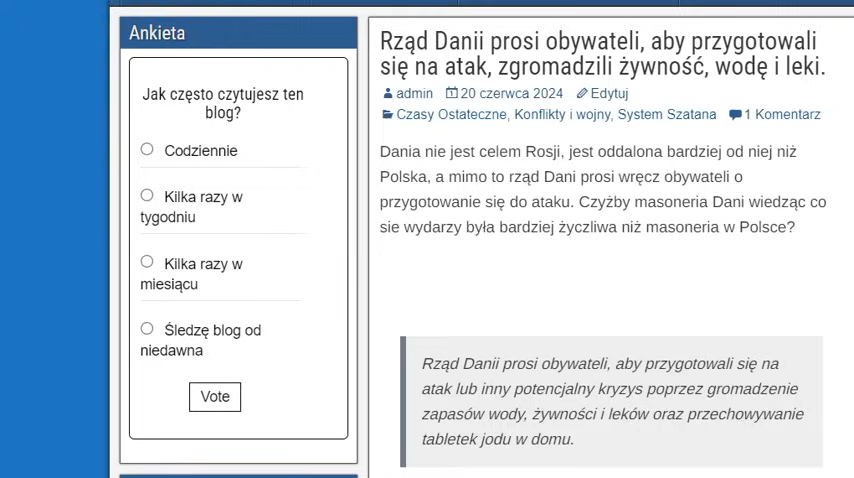 Ankieta
Jak często czytujesz ten
blog?
Codziennie
Kilka razy w
tygodniu
Kilka razy w
miesiącu
Śledzę blog od
niedawna
Vote
Rząd Danii prosi obywateli, aby przygotowali
się na atak, zgromadzili żywność, wodę i leki.
admin 20 czerwca 2024 Edytuj
Czasy Ostateczne, Konflikty i wojny, System Szatana 1 Komentarz
Dania nie jest celem Rosji, jest oddalona bardziej od niej niż
Polska, a mimo to rząd Dani prosi wręcz obywateli o
przygotowanie się do ataku. Czyżby masoneria Dani wiedząc co
sie wydarzy była bardziej życzliwa niż masoneria w Polsce?
Rząd Danii prosi obywateli, aby przygotowali się na
atak lub inny potencjalny kryzys poprzez gromadzenie
zapasów wody, żywności i leków oraz przechowywanie
tabletek jodu w domu.